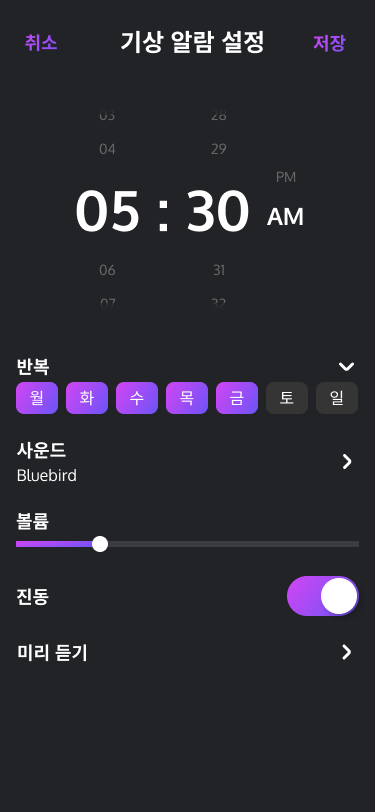 취소 기상 알람 설정 저장
03 28
04 29
PM
05 : 30 AM
06 31
07 32
반복
월 화 수 목 금 토 일
사운드
Bluebird
볼륨
진동
미리 듣기